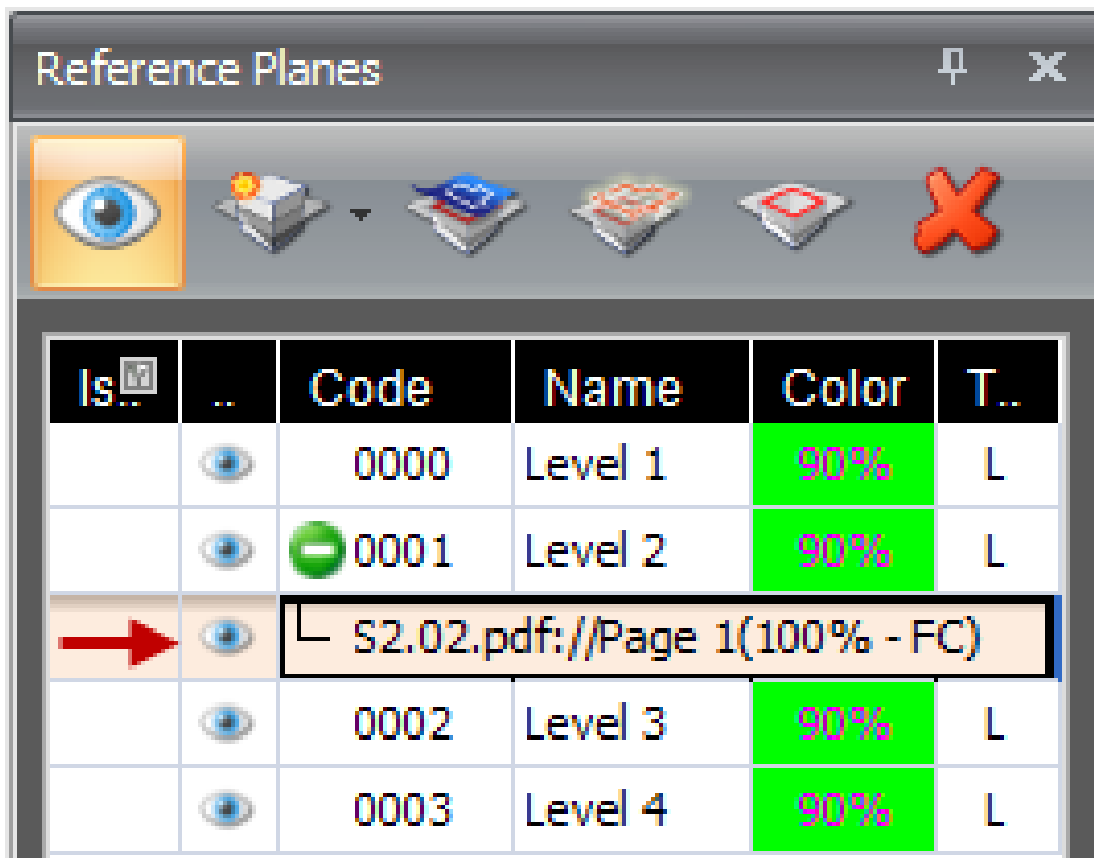 Reference Planes
Is.. .. Code Name Color T..
0000 Level 1 90% L
0001 Level 2 90% L
S2.02.pdf://Page 1(100% - FC)
0002 Level 3 90% L
0003 Level 4 90% L